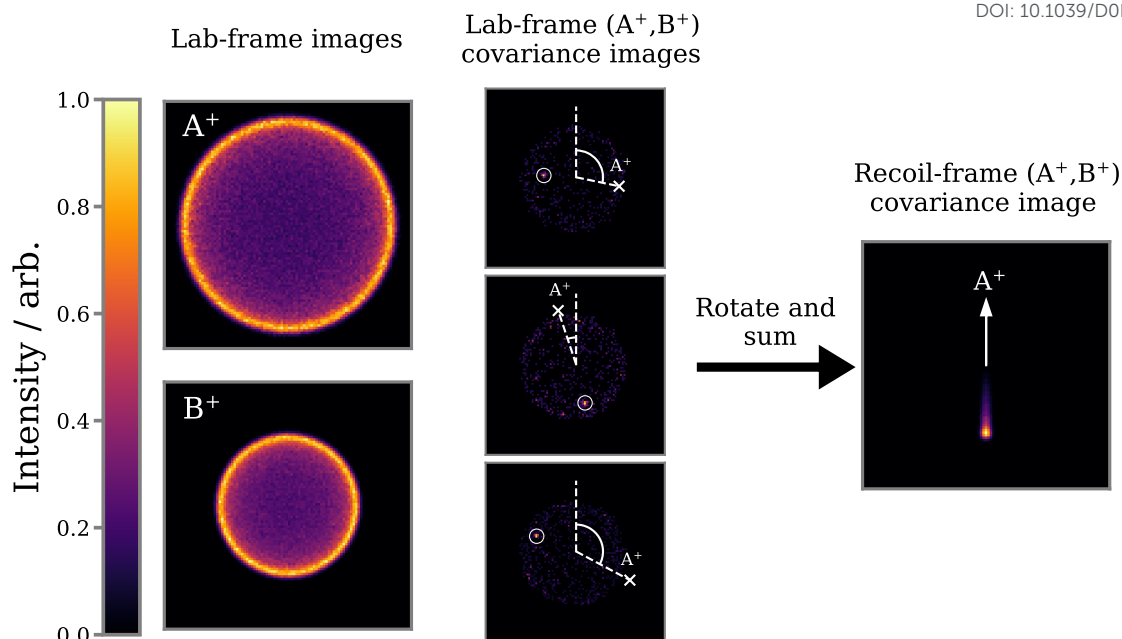 DOI: 10.1039/D0
Lab-frame images
Lab-frame (A⁺,B⁺)
covariance images
Intensity / arb.
1.0
0.8
0.6
0.4
0.2
0.0
A⁺
B⁺
A⁺
A⁺
A⁺
Rotate and
sum
Recoil-frame (A⁺,B⁺)
covariance image
A⁺